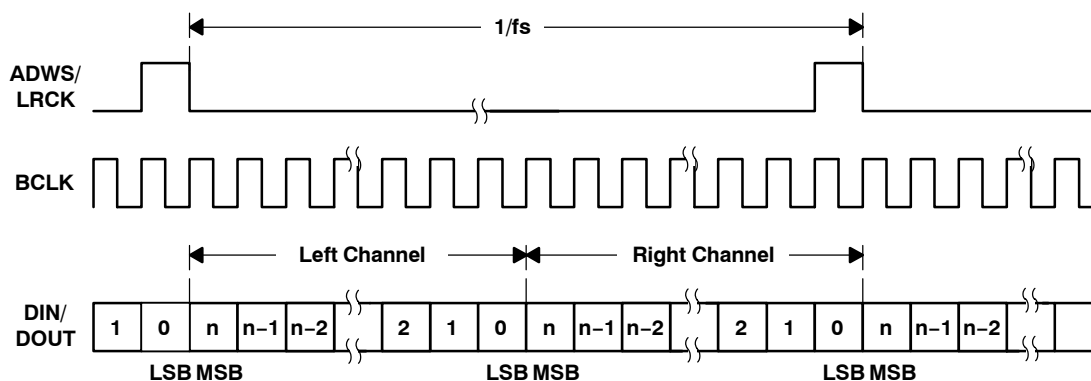 1/fs
ADWS/
LRCK
BCLK
Left Channel
Right Channel
DIN/
DOUT
1 0 n n−1 n−2 2 1 0 n n−1 n−2 2 1 0 n n−1 n−2
LSB MSB LSB MSB LSB MSB